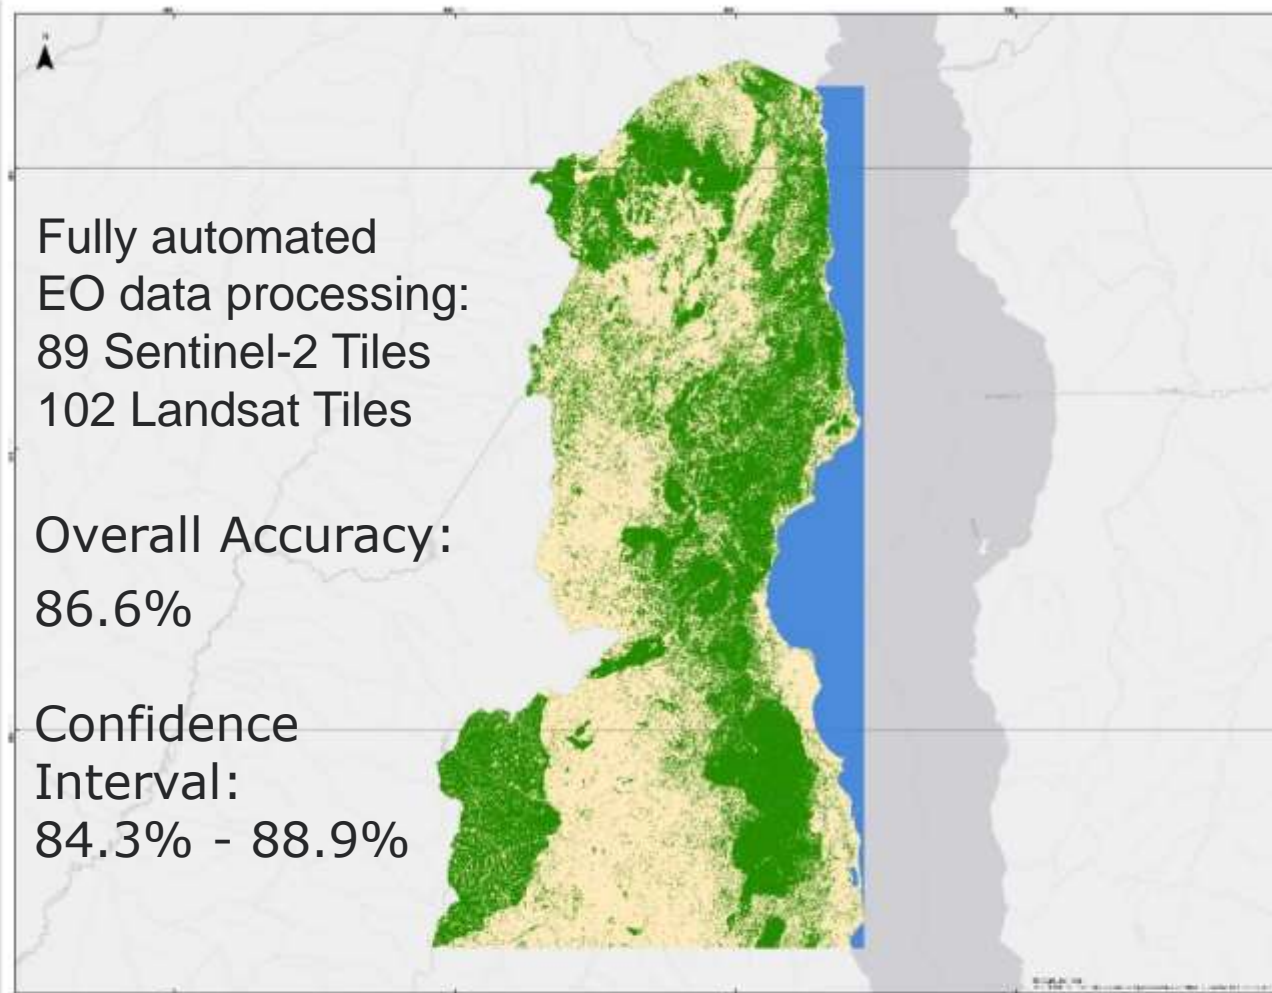 N
Fully automated
EO data processing:
89 Sentinel-2 Tiles
102 Landsat Tiles
Overall Accuracy:
86.6%
Confidence
Interval:
84.3% - 88.9%